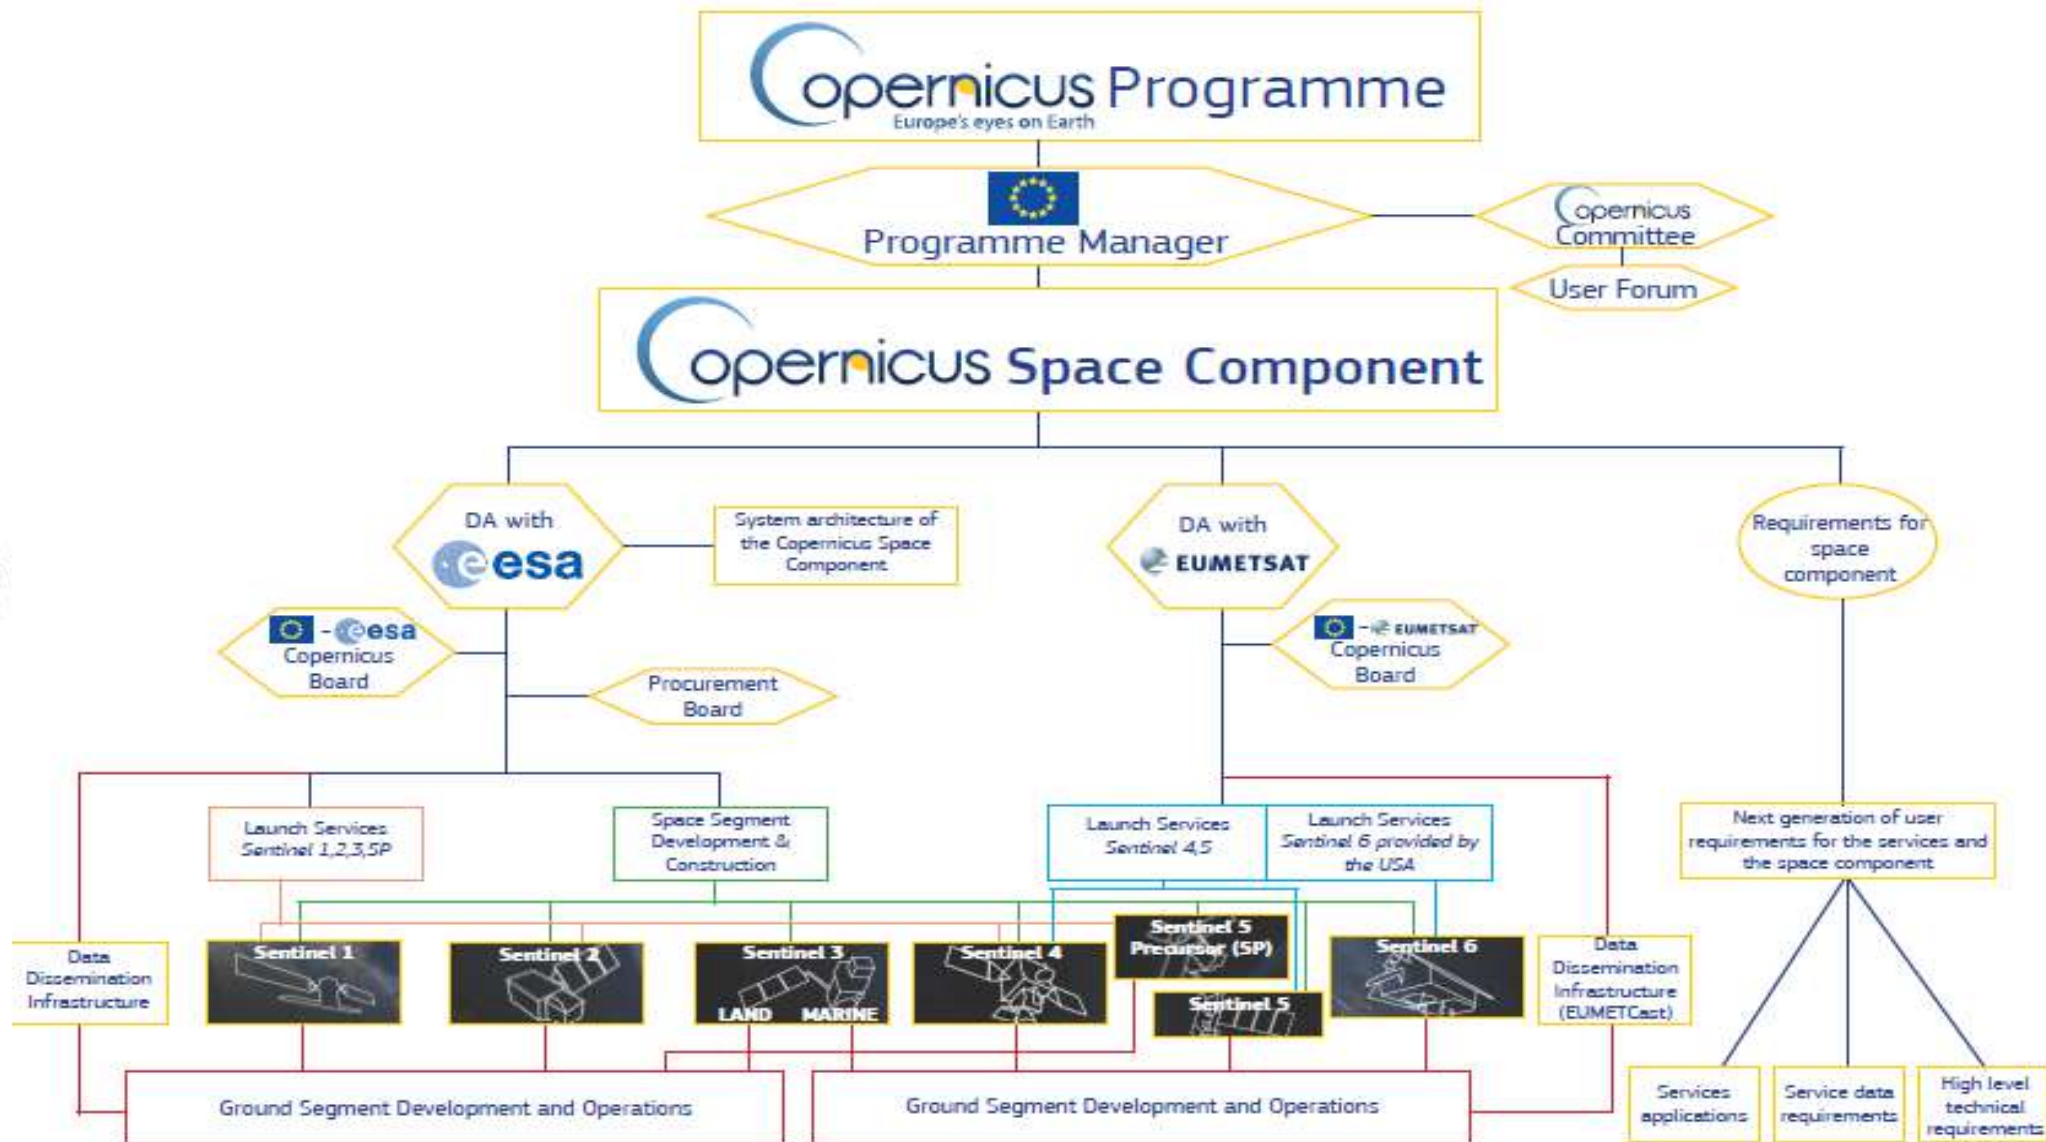 Copernicus Programme
Europe's eyes on Earth
Programme Manager
Copernicus
Committee
User Forum
Copernicus Space Component
DA with
esa
System architecture of
the Copernicus Space
Component
DA with
EUMETSAT
Requirements for
space
component
- esa
Copernicus
Board
Procurement
Board
- EUMETSAT
Copernicus
Board
Launch Services
Sentinel 1,2,3,5P
Space Segment
Development &
Construction
Launch Services
Sentinel 4,5
Launch Services
Sentinel 6 provided by
the USA
Next generation of user
requirements for the services and
the space component
Data
Dissemination
Infrastructure
Sentinel 1
Sentinel 2
Sentinel 3
LAND MARINE
Sentinel 4
Sentinel 5
Precursor (5P)
Sentinel 5
Sentinel 6
Data
Dissemination
Infrastructure
(EUMETCast)
Ground Segment Development and Operations
Ground Segment Development and Operations
Services
applications
Service data
requirements
High level
technical
requirements